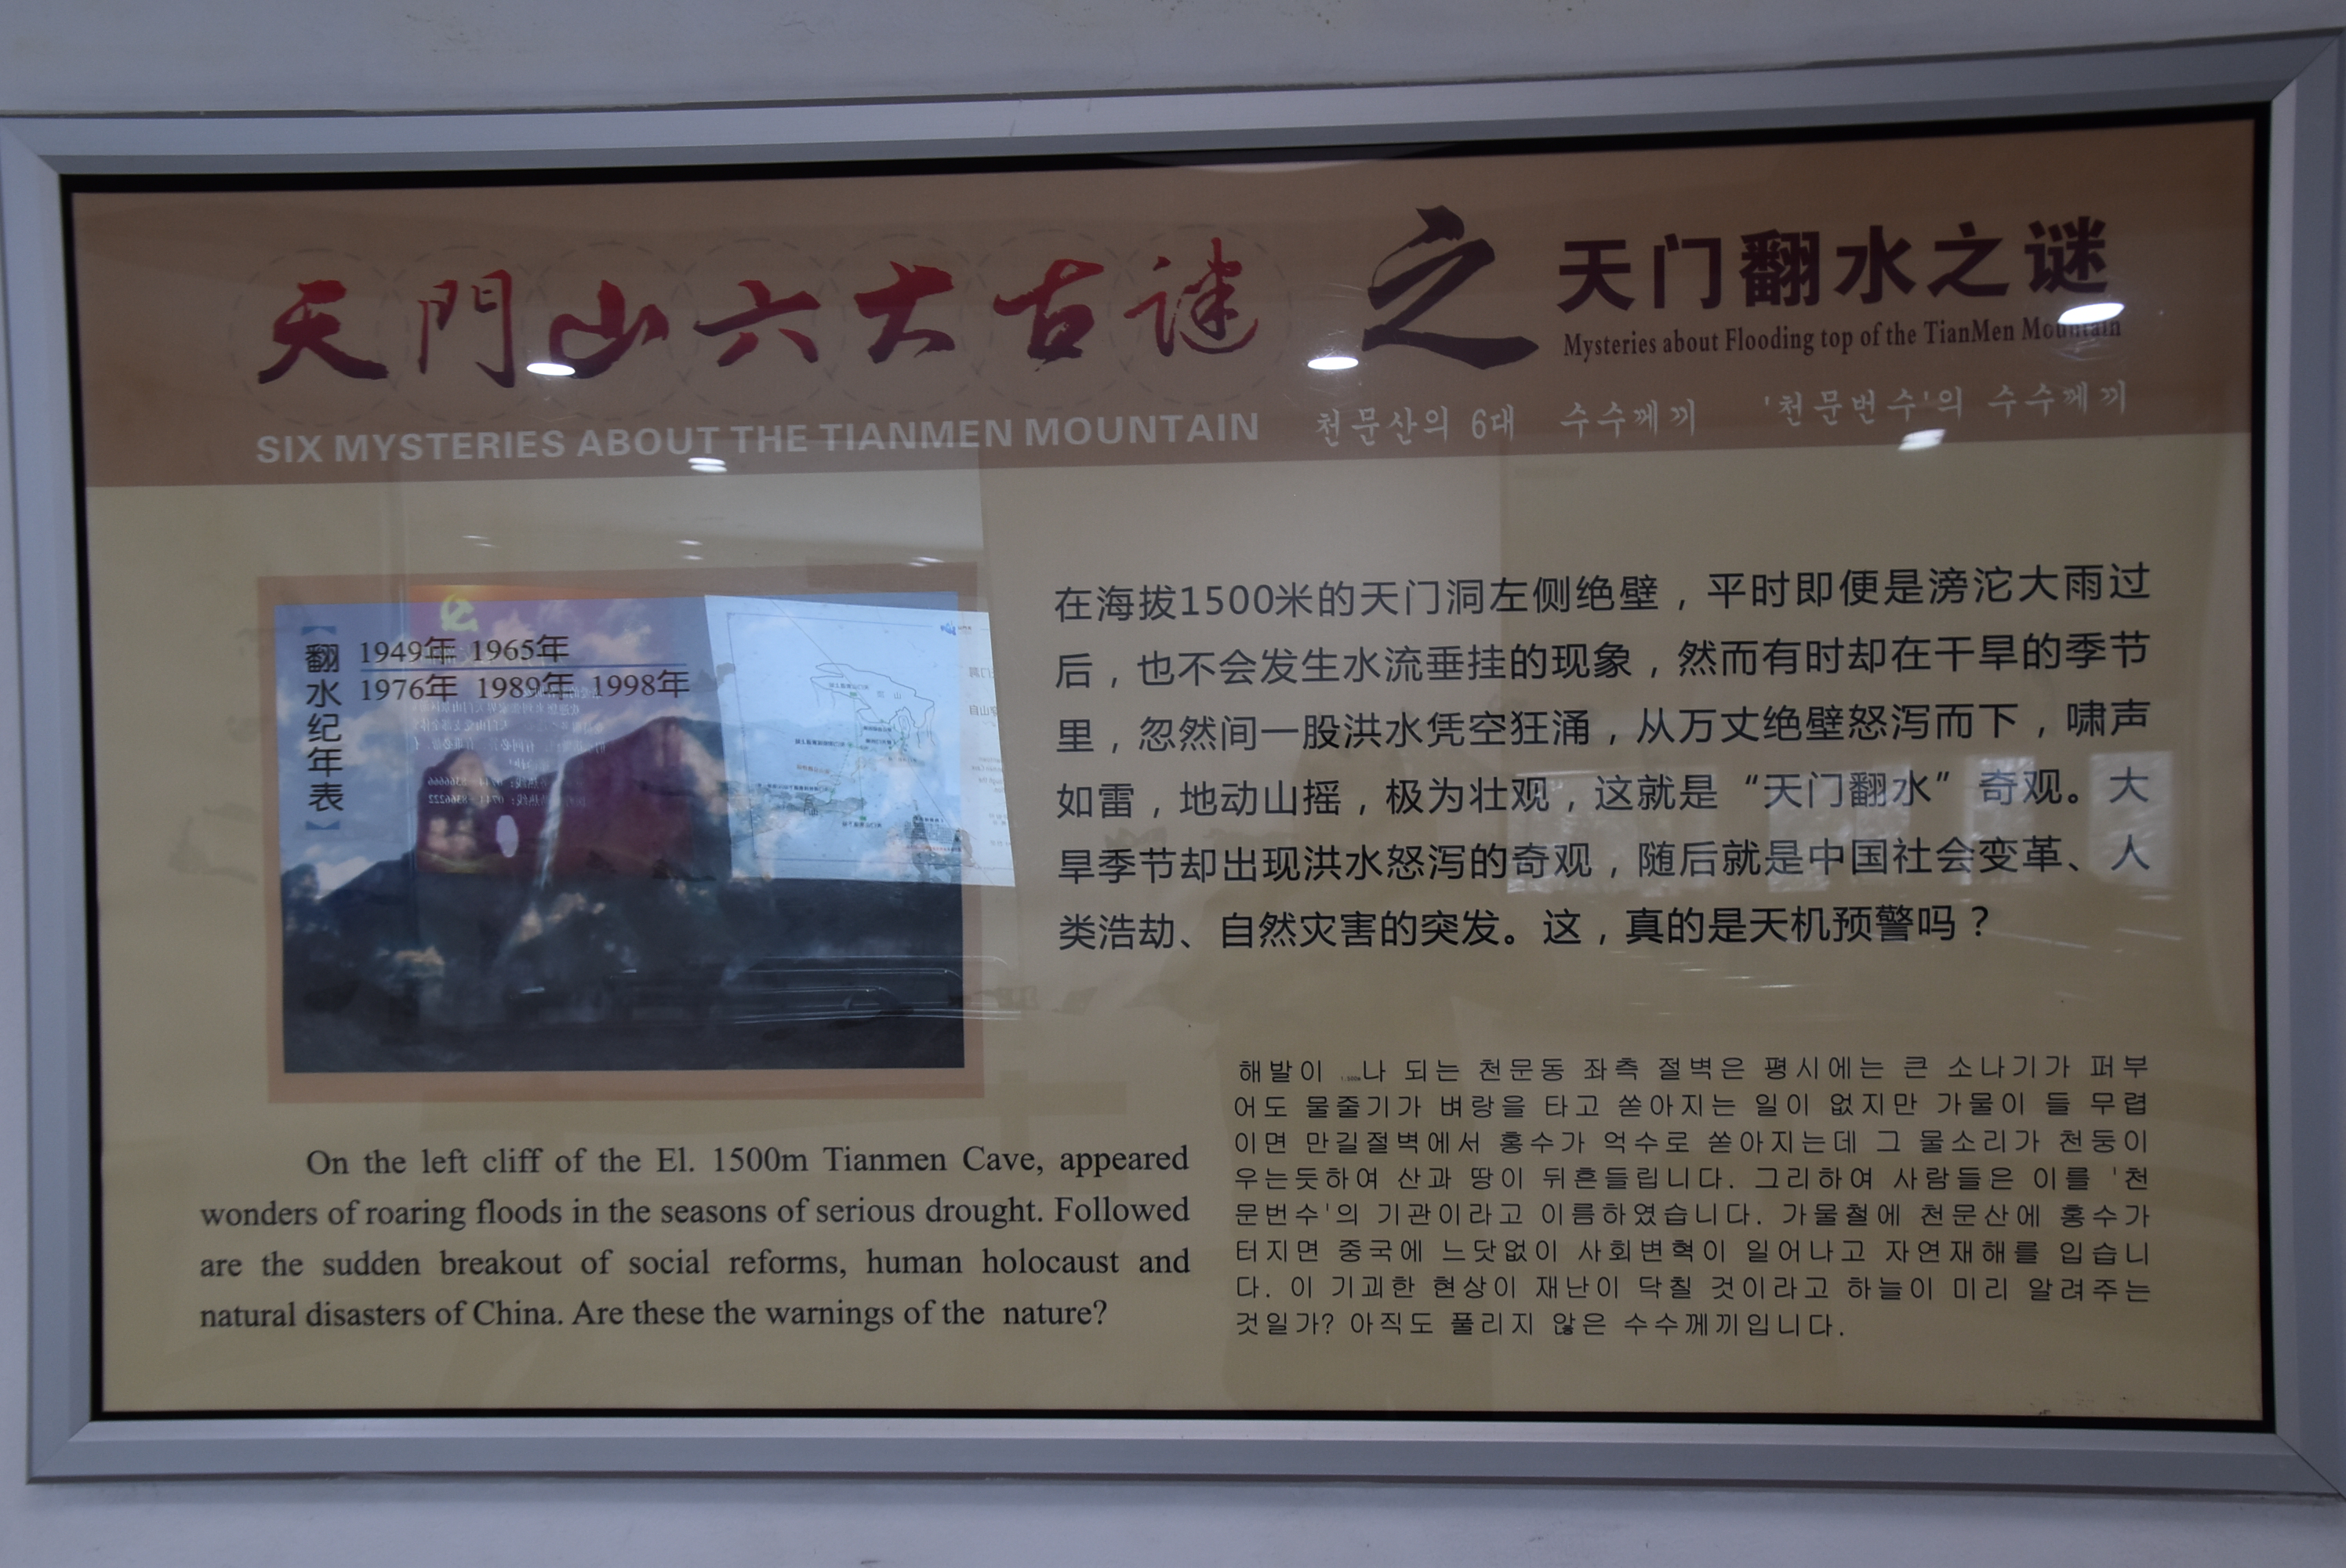 天門山六大古谜 之 天门翻水之谜
Mysteries about Flooding top of the TianMen Mountain
SIX MYSTERIES ABOUT THE TIANMEN MOUNTAIN 천문산의 6대 수수께끼 '천문번수'의 수수께끼
【翻水纪年表】
1949年 1965年
1976年 1989年 1998年
在海拔1500米的天门洞左侧绝壁，平时即便是滂沱大雨过
后，也不会发生水流垂挂的现象，然而有时却在干旱的季节
里，忽然间一股洪水凭空狂涌，从万丈绝壁怒泻而下，啸声
如雷，地动山摇，极为壮观，这就是“天门翻水”奇观。大
旱季节却出现洪水怒泻的奇观，随后就是中国社会变革、人
类浩劫、自然灾害的突发。这，真的是天机预警吗？
On the left cliff of the El. 1500m Tianmen Cave, appeared
wonders of roaring floods in the seasons of serious drought. Followed
are the sudden breakout of social reforms, human holocaust and
natural disasters of China. Are these the warnings of the nature?
해발이 나 되는 천문동 좌측 절벽은 평시에는 큰 소나기가 퍼부
어도 물줄기가 벼랑을 타고 쏟아지는 일이 없지만 가물이 들 무렵
이면 만길절벽에서 홍수가 억수로 쏟아지는데 그 물소리가 천둥이
우는듯하여 산과 땅이 뒤흔들립니다. 그리하여 사람들은 이를 '천
문번수'의 기관이라고 이름하였습니다. 가물철에 천문산에 홍수가
터지면 중국에 느닷없이 사회변혁이 일어나고 자연재해를 입습니
다. 이 기괴한 현상이 재난이 닥칠 것이라고 하늘이 미리 알려주는
것일가? 아직도 풀리지 않은 수수께끼입니다.